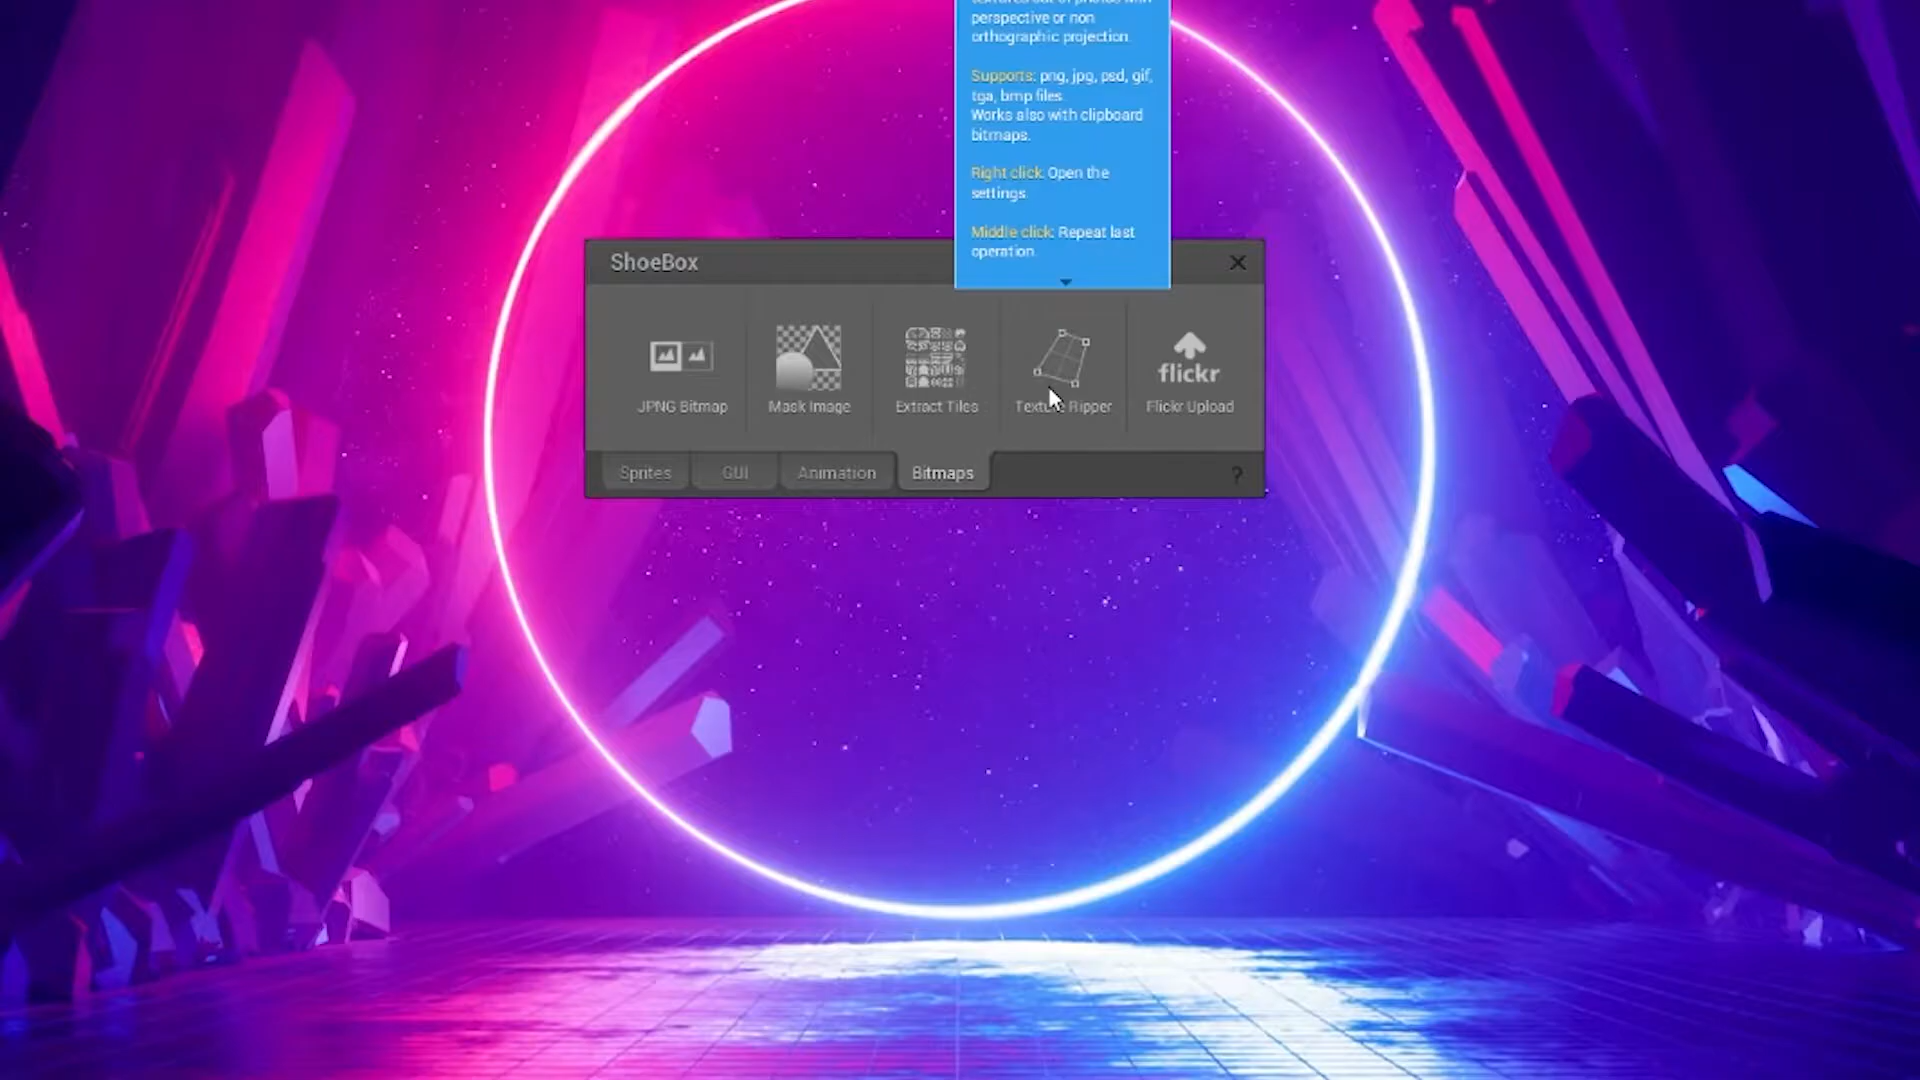 perspective or non
orthographic projection.
Supports: png, jpg, psd, gif,
tga, bmp files.
Works also with clipboard
bitmaps.
Right click: Open the
settings.
Middle click: Repeat last
operation.
ShoeBox
JPNG Bitmap
Mask Image
Extract Tiles
Texture Ripper
flickr
Flickr Upload
Sprites
GUI
Animation
Bitmaps
?